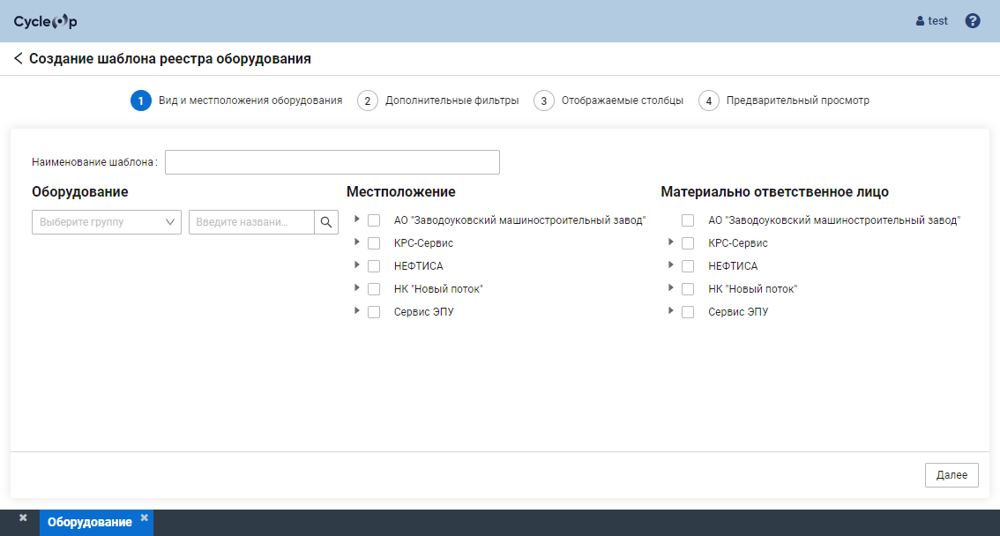 CycleOp
test
?
Создание шаблона реестра оборудования
1 Вид и местположения оборудования
2 Дополнительные фильтры
3 Отображаемые столбцы
4 Предварительный просмотр
Наименование шаблона :
Оборудование
Выберите группу
Введите названи...
Местположение
АО "Заводоуковский машиностроительный завод"
КРС-Сервис
НЕФТИСА
НК "Новый поток"
Сервис ЭПУ
Материально ответственное лицо
АО "Заводоуковский машиностроительный завод"
КРС-Сервис
НЕФТИСА
НК "Новый поток"
Сервис ЭПУ
Далее
Оборудование